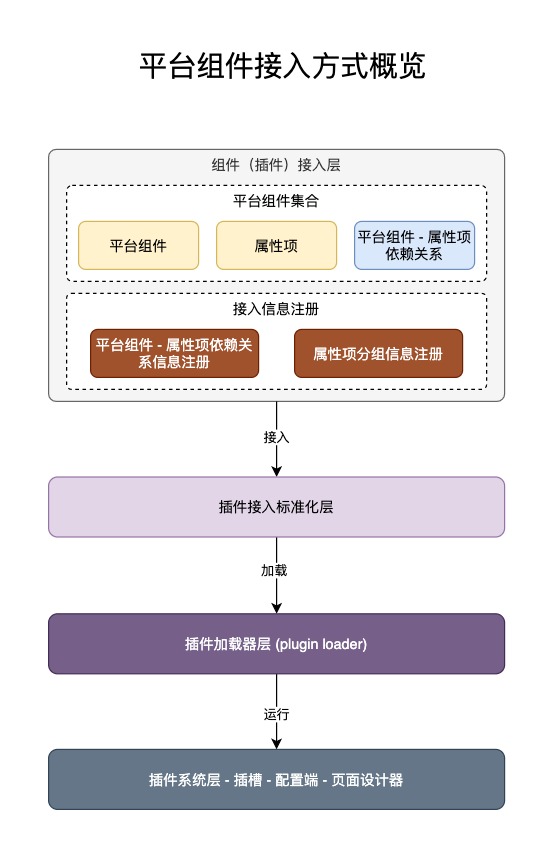 平台组件接入方式概览
组件（插件）接入层
平台组件集合
平台组件
属性项
平台组件 - 属性项
依赖关系
接入信息注册
平台组件 - 属性项依赖关
系信息注册
属性项分组信息注册
接入
插件接入标准化层
加载
插件加载器层 (plugin loader)
运行
插件系统层 - 插槽 - 配置端 - 页面设计器